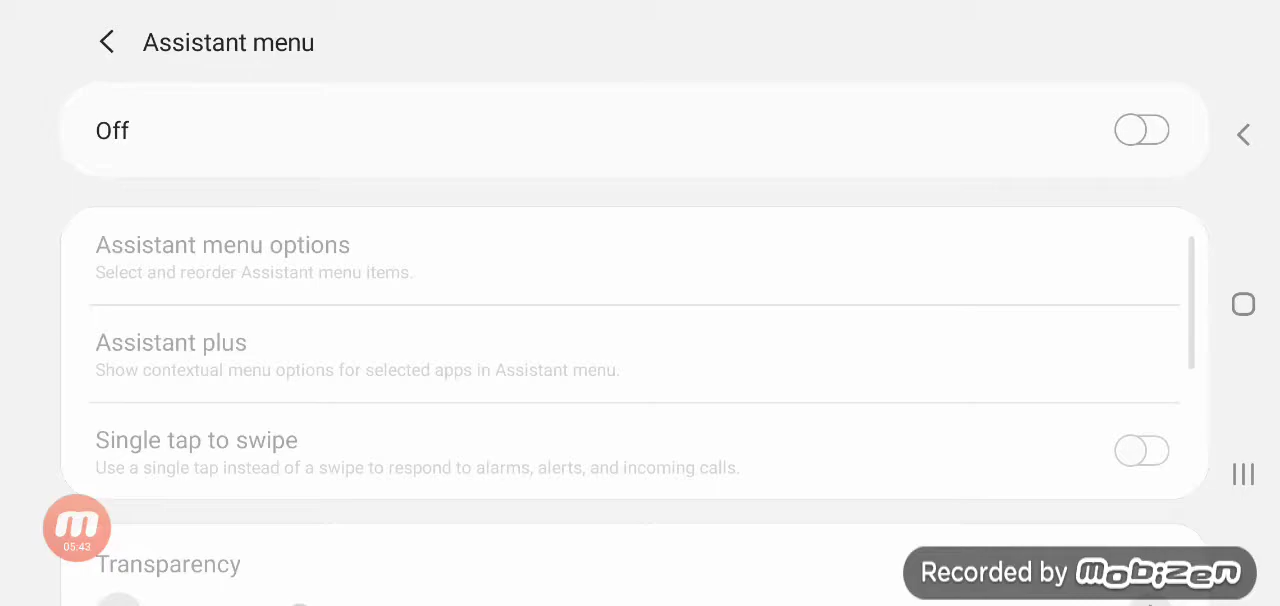 Assistant menu
Off
Assistant menu options
Select and reorder Assistant menu items.
Assistant plus
Show contextual menu options for selected apps in Assistant menu.
Single tap to swipe
Use a single tap instead of a swipe to respond to alarms, alerts, and incoming calls.
m
05:43
Transparency
Recorded by mobizen